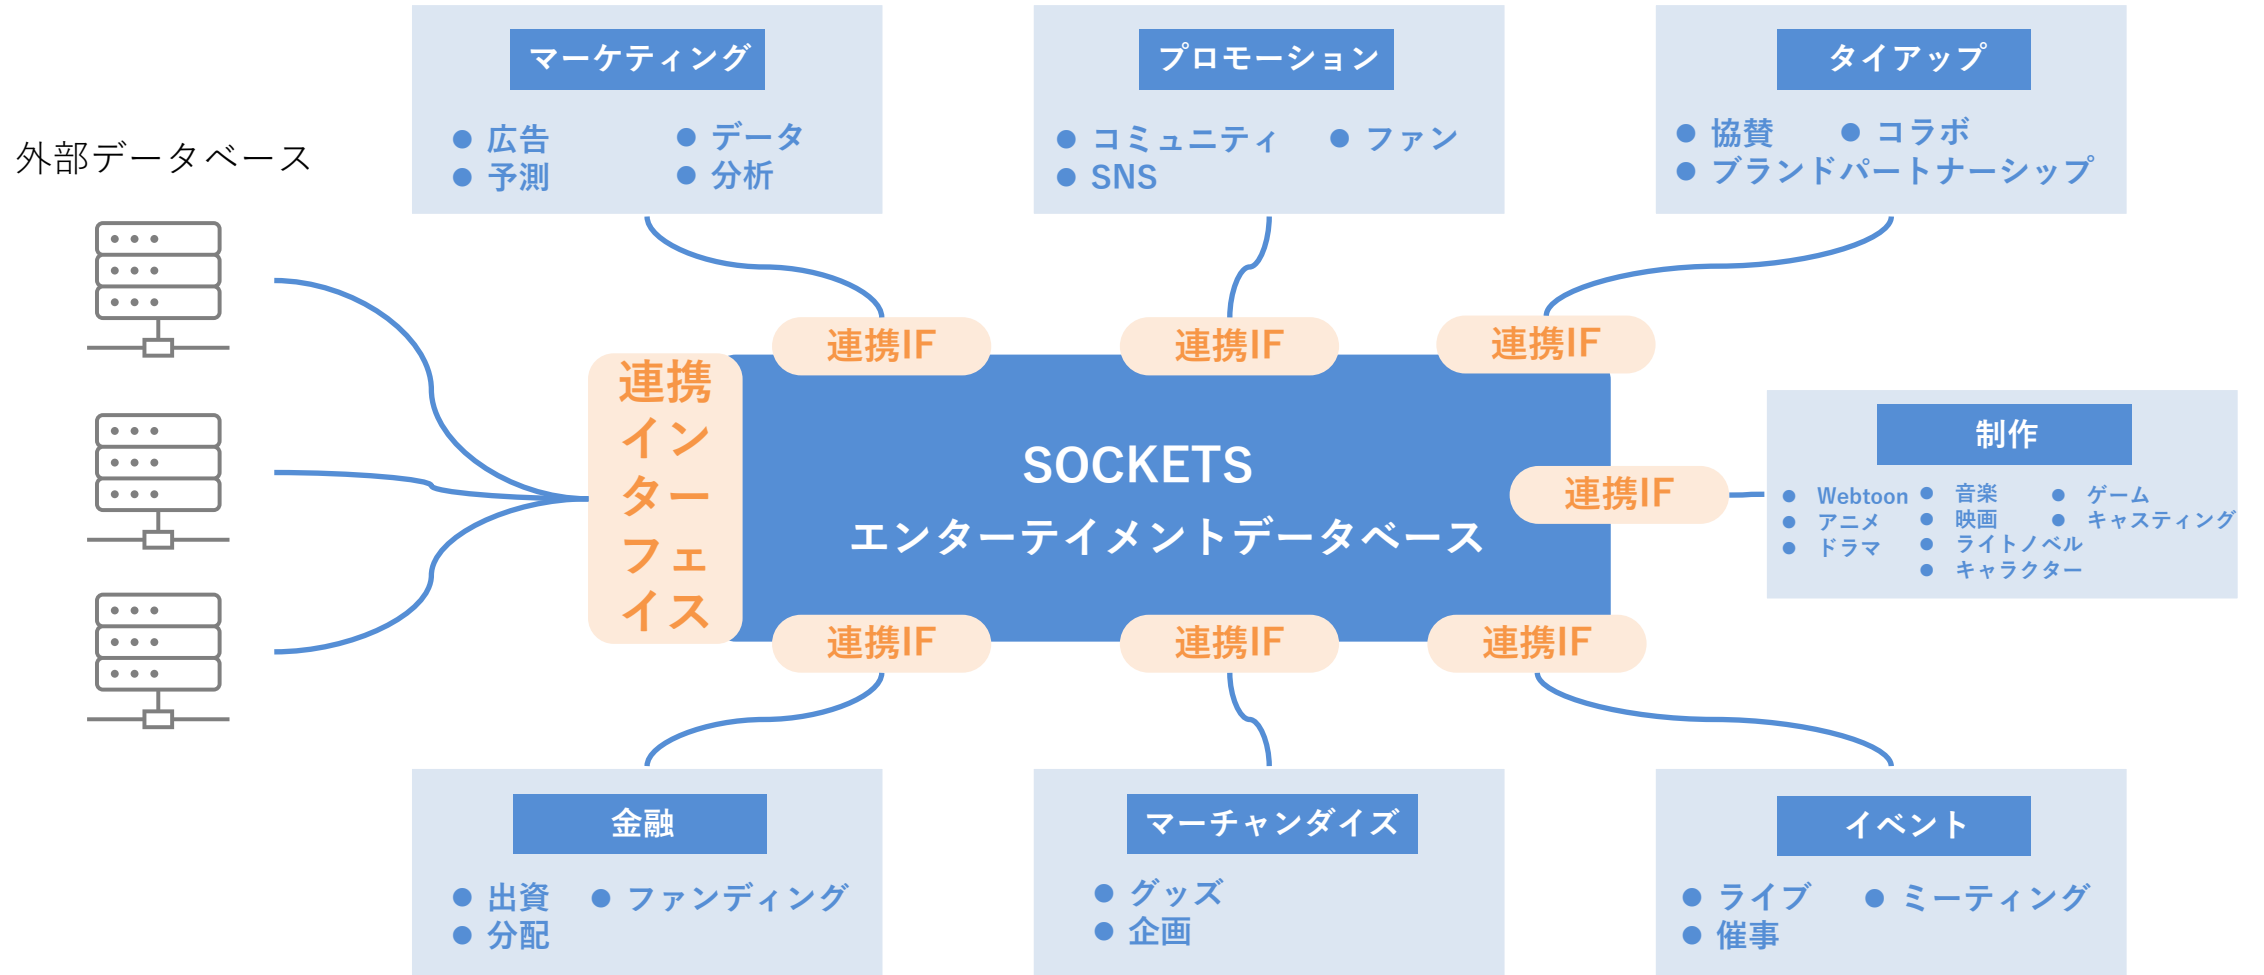 外部データベース
マーケティング
広告
予測
データ
分析
プロモーション
コミュニティ
SNS
ファン
タイアップ
協賛
コラボ
ブランドパートナーシップ
連携IF
連携IF
連携IF
連携
イン
ター
フェ
イス
SOCKETS
エンターテイメントデータベース
連携IF
制作
Webtoon
アニメ
ドラマ
音楽
映画
ライトノベル
キャラクター
ゲーム
キャスティング
連携IF
連携IF
連携IF
金融
出資
分配
ファンディング
マーチャンダイズ
グッズ
企画
イベント
ライブ
催事
ミーティング